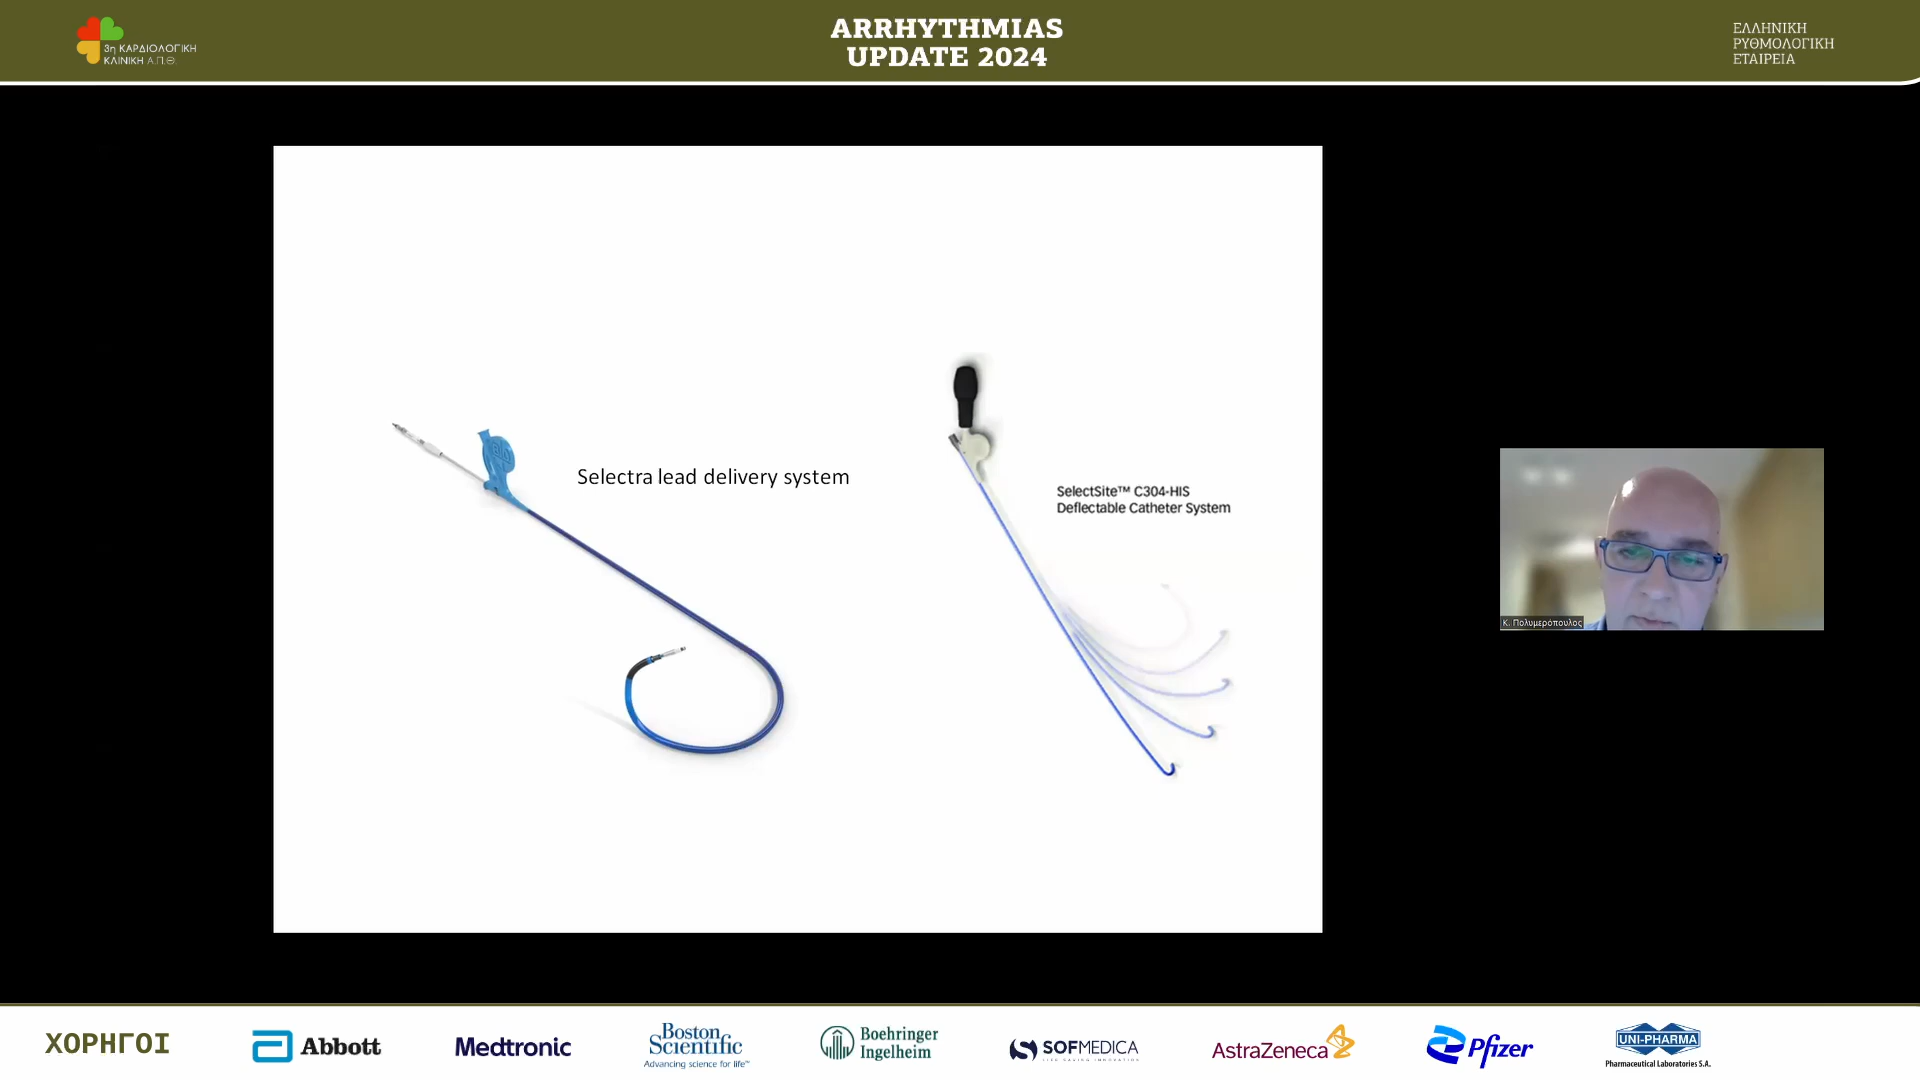 3η ΚΑΡΔΙΟΛΟΓΙΚΗ
ΚΛΙΝΙΚΗ Α.Π.Θ.
ARRHYTHMIAS
UPDATE 2024
ΕΛΛΗΝΙΚΗ
ΡΥΘΜΟΛΟΓΙΚΗ
ΕΤΑΙΡΕΙΑ
Selectra lead delivery system
SelectSite™ C304-HIS
Deflectable Catheter System
Κ. Πολυμερόπουλος
ΧΟΡΗΓΟΙ
Abbott
Medtronic
Boston
Scientific
Advancing science for life™
Boehringer
Ingelheim
SOFMEDICA
AstraZeneca
Pfizer
UNI-PHARMA
Pharmaceutical Laboratories S.A.